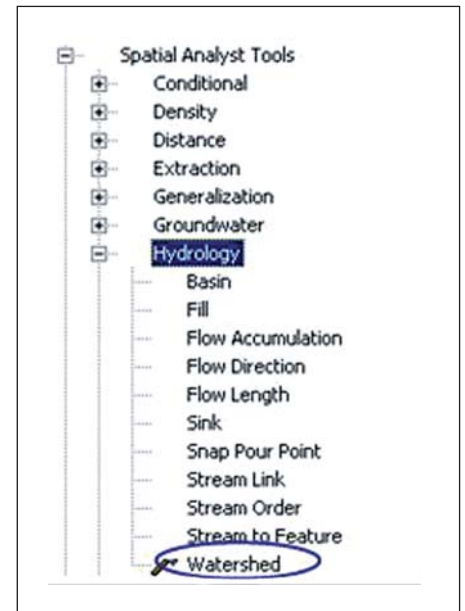 Spatial Analyst Tools
Conditional
Density
Distance
Extraction
Generalization
Groundwater
Hydrology
Basin
Fill
Flow Accumulation
Flow Direction
Flow Length
Sink
Snap Pour Point
Stream Link
Stream Order
Stream to Feature
Watershed